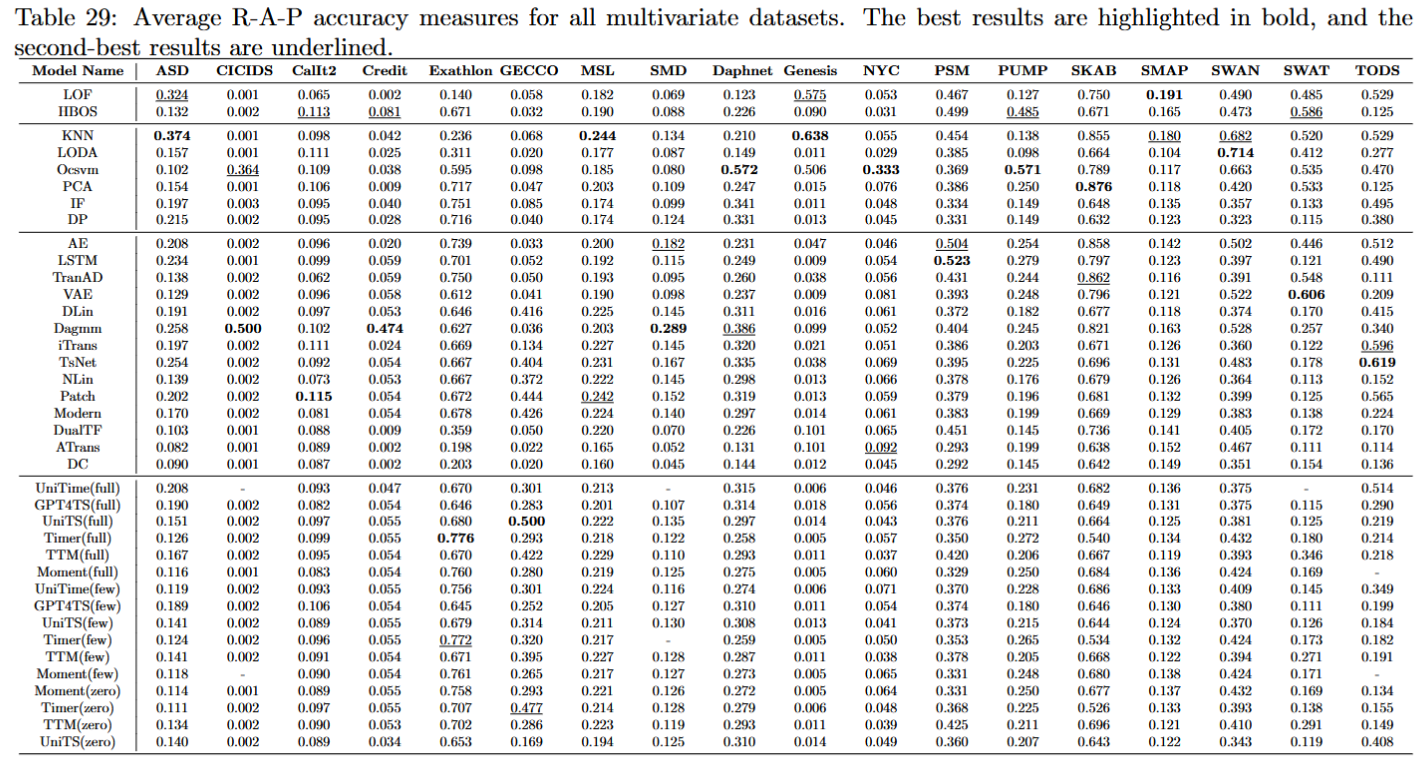 Table 29: Average R-A-P accuracy measures for all multivariate datasets. The best results are highlighted in bold, and the
second-best results are underlined.
Model Name ASD CICIDS CalIt2 Credit Exathlon GECCO MSL SMD Daphnet Genesis NYC PSM PUMP SKAB SMAP SWAN SWAT TODS
LOF 0.324 0.001 0.065 0.002 0.140 0.058 0.182 0.069 0.123 0.575 0.053 0.467 0.127 0.750 0.191 0.490 0.485 0.529
HBOS 0.132 0.002 0.113 0.081 0.671 0.032 0.190 0.088 0.226 0.090 0.031 0.499 0.485 0.671 0.165 0.473 0.586 0.125
KNN 0.374 0.001 0.098 0.042 0.236 0.068 0.244 0.134 0.210 0.638 0.055 0.454 0.138 0.855 0.180 0.682 0.520 0.529
LODA 0.157 0.001 0.111 0.025 0.311 0.020 0.177 0.087 0.149 0.011 0.029 0.385 0.098 0.664 0.104 0.714 0.412 0.277
Ocsvm 0.102 0.364 0.109 0.038 0.595 0.098 0.185 0.080 0.572 0.506 0.333 0.369 0.571 0.789 0.117 0.663 0.535 0.470
PCA 0.154 0.001 0.106 0.009 0.717 0.047 0.203 0.109 0.247 0.015 0.076 0.386 0.250 0.876 0.118 0.420 0.533 0.125
IF 0.197 0.003 0.095 0.040 0.751 0.085 0.174 0.099 0.341 0.011 0.048 0.334 0.149 0.648 0.135 0.357 0.133 0.495
DP 0.215 0.002 0.095 0.028 0.716 0.040 0.174 0.124 0.331 0.013 0.045 0.331 0.149 0.632 0.123 0.323 0.115 0.380
AE 0.208 0.002 0.096 0.020 0.739 0.033 0.200 0.182 0.231 0.047 0.046 0.504 0.254 0.858 0.142 0.502 0.446 0.512
LSTM 0.234 0.001 0.099 0.059 0.701 0.052 0.192 0.115 0.249 0.009 0.054 0.523 0.279 0.797 0.123 0.397 0.121 0.490
TranAD 0.138 0.002 0.062 0.059 0.750 0.050 0.193 0.095 0.260 0.038 0.056 0.431 0.244 0.862 0.116 0.391 0.548 0.111
VAE 0.129 0.002 0.096 0.058 0.612 0.041 0.190 0.098 0.237 0.009 0.081 0.393 0.248 0.796 0.121 0.522 0.606 0.209
DLin 0.191 0.002 0.097 0.053 0.646 0.416 0.225 0.145 0.311 0.016 0.061 0.372 0.182 0.677 0.118 0.374 0.170 0.415
Dagmm 0.258 0.500 0.102 0.474 0.627 0.036 0.203 0.289 0.386 0.099 0.052 0.404 0.245 0.821 0.163 0.528 0.257 0.340
iTrans 0.197 0.002 0.111 0.024 0.669 0.134 0.227 0.145 0.320 0.021 0.051 0.386 0.203 0.671 0.126 0.360 0.122 0.596
TsNet 0.254 0.002 0.092 0.054 0.667 0.404 0.231 0.167 0.335 0.038 0.069 0.395 0.225 0.696 0.131 0.483 0.178 0.619
NLin 0.139 0.002 0.073 0.053 0.667 0.372 0.222 0.145 0.298 0.013 0.066 0.378 0.176 0.679 0.126 0.364 0.113 0.152
Patch 0.202 0.002 0.115 0.054 0.672 0.444 0.242 0.152 0.319 0.013 0.059 0.379 0.196 0.681 0.132 0.399 0.125 0.565
Modern 0.170 0.002 0.081 0.054 0.678 0.426 0.224 0.140 0.297 0.014 0.061 0.383 0.199 0.669 0.129 0.383 0.138 0.224
DualTF 0.103 0.001 0.088 0.009 0.359 0.050 0.220 0.070 0.226 0.101 0.065 0.451 0.145 0.736 0.141 0.405 0.172 0.170
ATrans 0.082 0.001 0.089 0.002 0.198 0.022 0.165 0.052 0.131 0.101 0.092 0.293 0.199 0.638 0.152 0.467 0.111 0.114
DC 0.090 0.001 0.087 0.002 0.203 0.020 0.160 0.045 0.144 0.012 0.045 0.292 0.145 0.642 0.149 0.351 0.154 0.136
UniTime(full) 0.208 - 0.093 0.047 0.670 0.301 0.213 - 0.315 0.006 0.046 0.376 0.231 0.682 0.136 0.375 - 0.514
GPT4TS(full) 0.190 0.002 0.082 0.054 0.646 0.283 0.201 0.107 0.314 0.018 0.056 0.374 0.180 0.649 0.131 0.375 0.115 0.290
UniTS(full) 0.151 0.002 0.097 0.055 0.680 0.500 0.222 0.135 0.297 0.014 0.043 0.376 0.211 0.664 0.125 0.381 0.125 0.219
Timer(full) 0.126 0.002 0.099 0.055 0.776 0.293 0.218 0.122 0.258 0.005 0.057 0.350 0.272 0.540 0.134 0.432 0.180 0.214
TTM(full) 0.167 0.002 0.095 0.054 0.670 0.422 0.229 0.110 0.293 0.011 0.037 0.420 0.206 0.667 0.119 0.393 0.346 0.218
Moment(full) 0.116 0.001 0.083 0.054 0.760 0.280 0.219 0.125 0.275 0.005 0.060 0.329 0.250 0.684 0.136 0.424 0.169 -
UniTime(few) 0.119 0.002 0.093 0.055 0.756 0.301 0.224 0.116 0.274 0.006 0.071 0.370 0.228 0.686 0.133 0.409 0.145 0.349
GPT4TS(few) 0.189 0.002 0.106 0.054 0.645 0.252 0.205 0.127 0.310 0.011 0.054 0.374 0.180 0.646 0.130 0.380 0.111 0.199
UniTS(few) 0.141 0.002 0.089 0.055 0.679 0.314 0.211 0.130 0.308 0.013 0.041 0.373 0.215 0.644 0.124 0.370 0.126 0.184
Timer(few) 0.124 0.002 0.096 0.055 0.772 0.320 0.217 - 0.259 0.005 0.050 0.353 0.265 0.534 0.132 0.424 0.173 0.182
TTM(few) 0.141 0.002 0.091 0.054 0.671 0.395 0.227 0.128 0.287 0.011 0.038 0.378 0.205 0.668 0.122 0.394 0.271 0.191
Moment(few) 0.118 - 0.090 0.054 0.761 0.265 0.217 0.127 0.273 0.005 0.065 0.331 0.248 0.680 0.138 0.424 0.171 -
Moment(zero) 0.114 0.001 0.089 0.055 0.758 0.293 0.221 0.126 0.272 0.005 0.064 0.331 0.250 0.677 0.137 0.432 0.169 0.134
Timer(zero) 0.111 0.002 0.097 0.055 0.707 0.477 0.214 0.128 0.279 0.006 0.048 0.368 0.225 0.526 0.133 0.393 0.138 0.155
TTM(zero) 0.134 0.002 0.090 0.053 0.702 0.286 0.223 0.119 0.293 0.011 0.039 0.425 0.211 0.696 0.121 0.410 0.291 0.149
UniTS(zero) 0.140 0.002 0.089 0.034 0.653 0.169 0.194 0.125 0.310 0.014 0.049 0.360 0.207 0.643 0.122 0.343 0.119 0.408